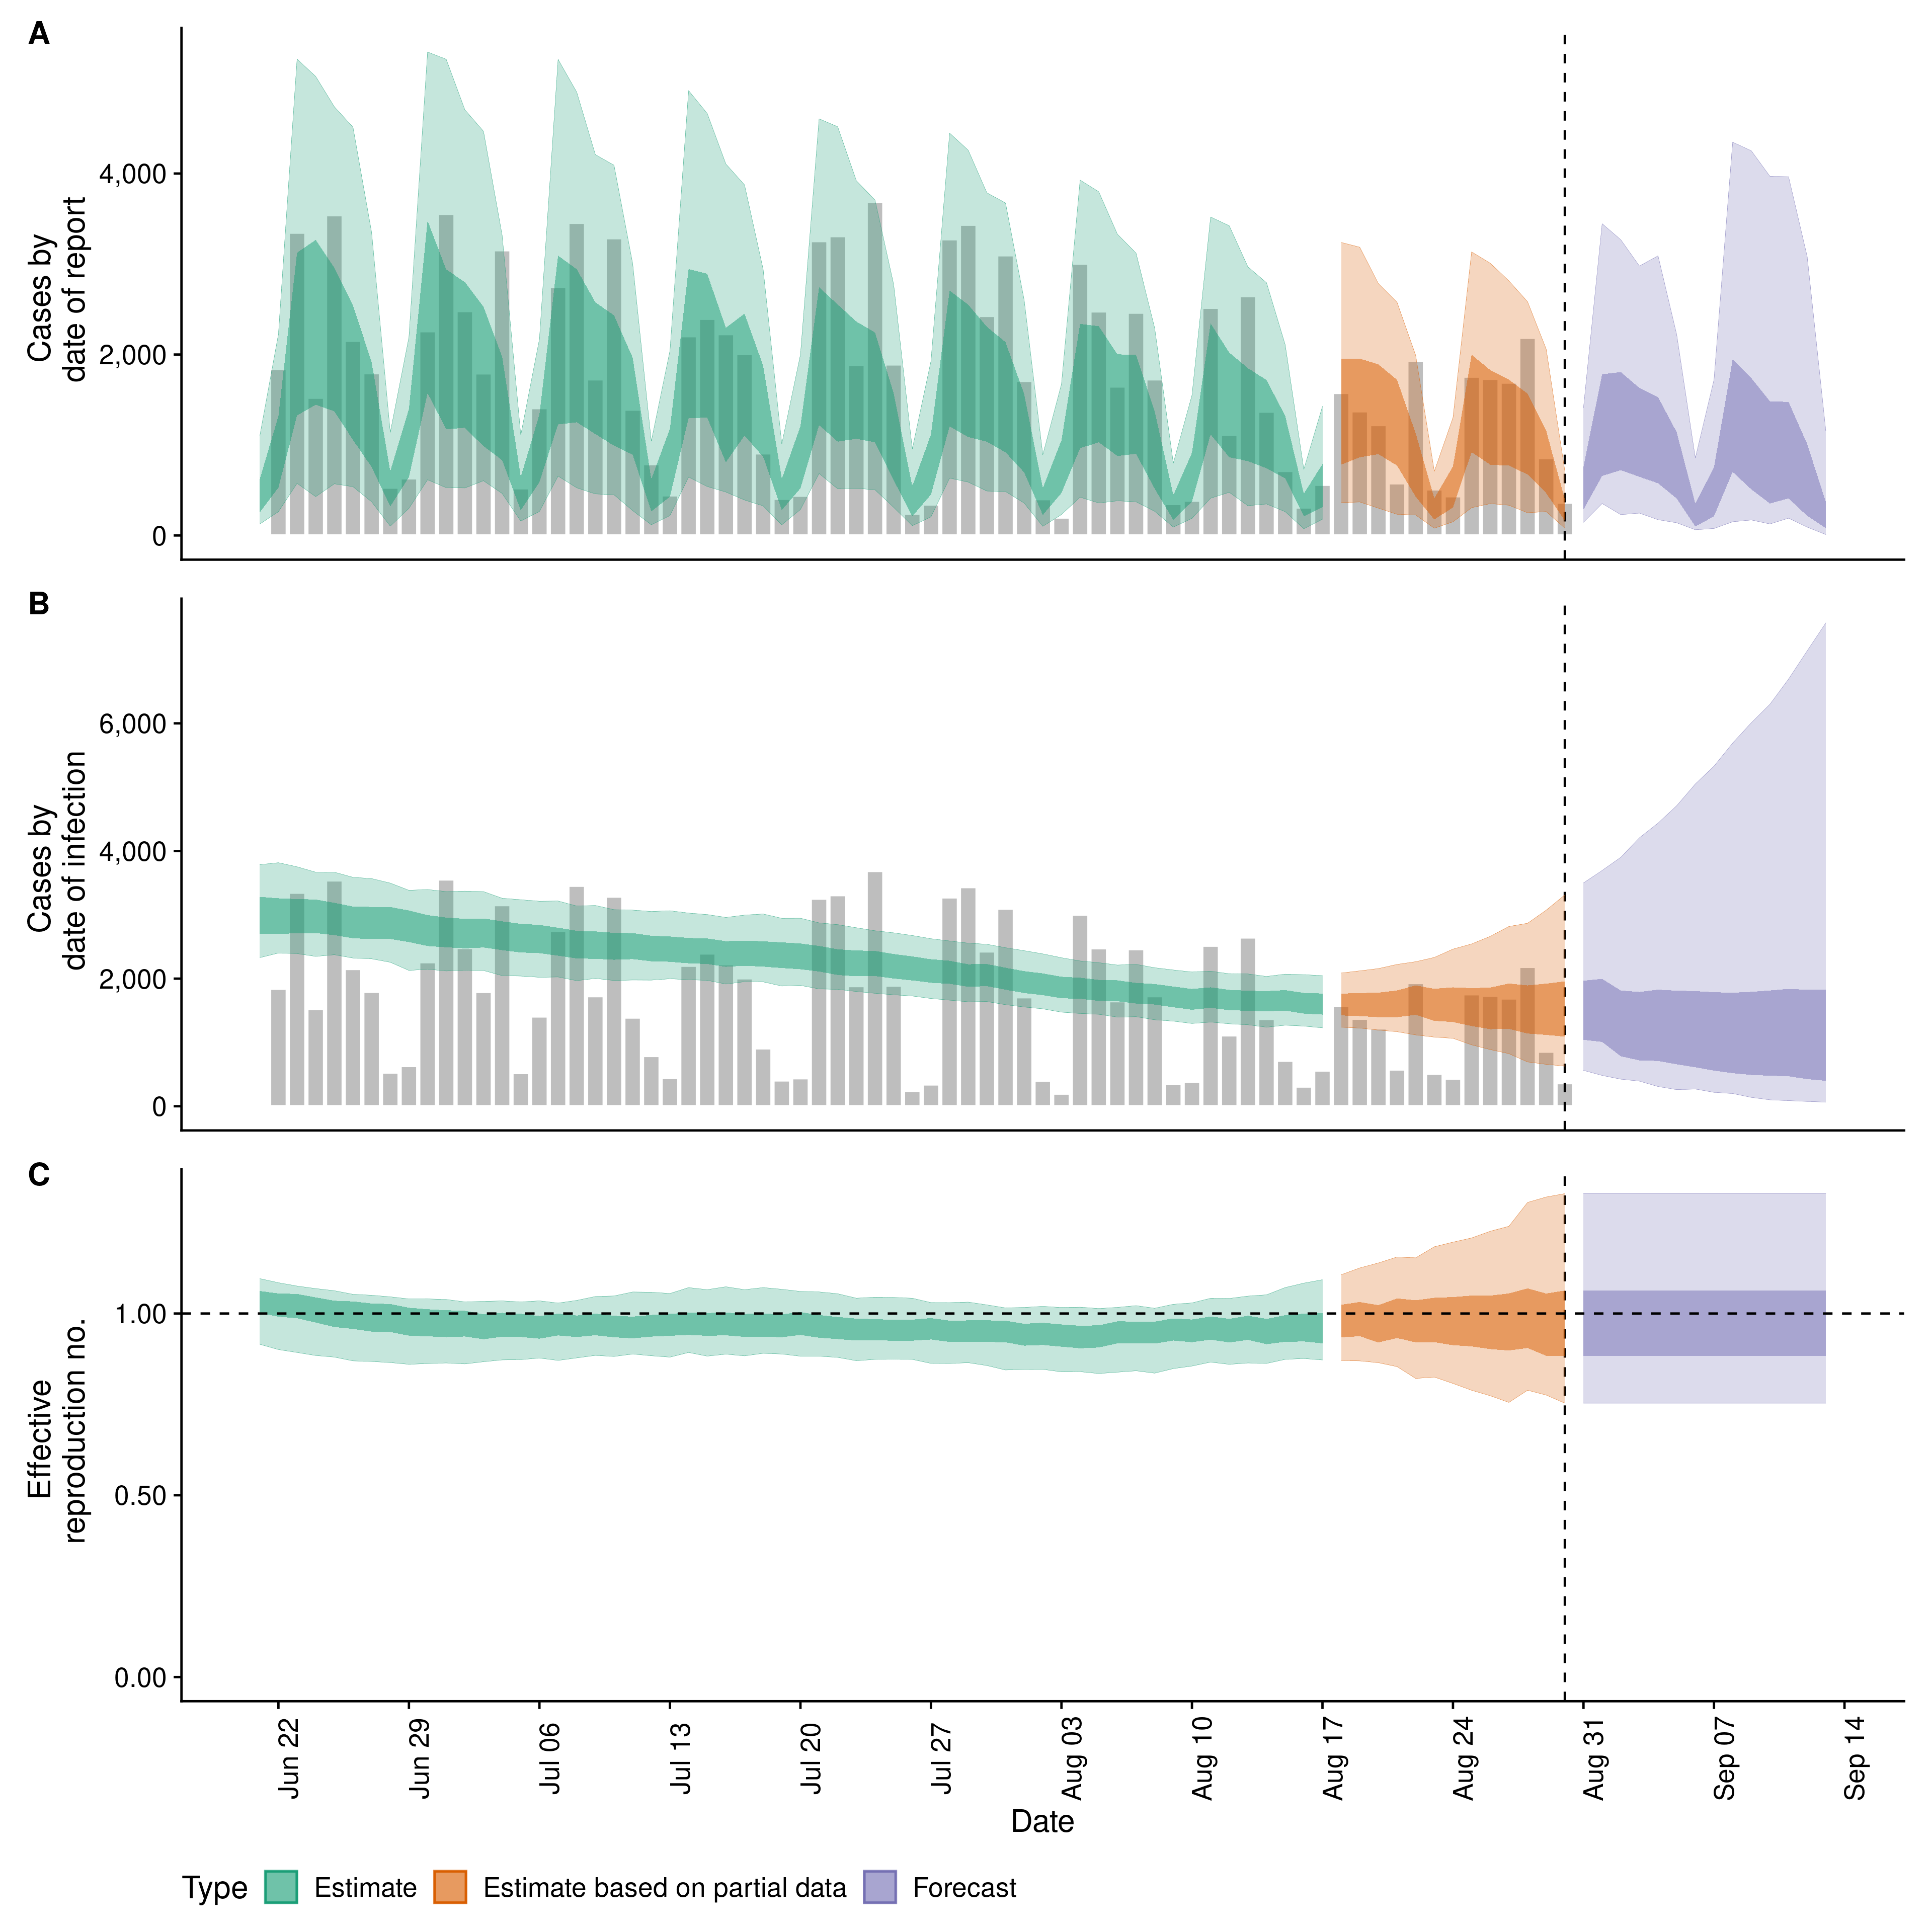 A
Cases by
date of report
4,000
2,000
0
B
Cases by
date of infection
6,000
4,000
2,000
0
C
Effective
reproduction no.
1.00
0.50
0.00
Jun 22
Jun 29
Jul 06
Jul 13
Jul 20
Jul 27
Aug 03
Aug 10
Aug 17
Aug 24
Aug 31
Sep 07
Sep 14
Date
Type Estimate Estimate based on partial data Forecast